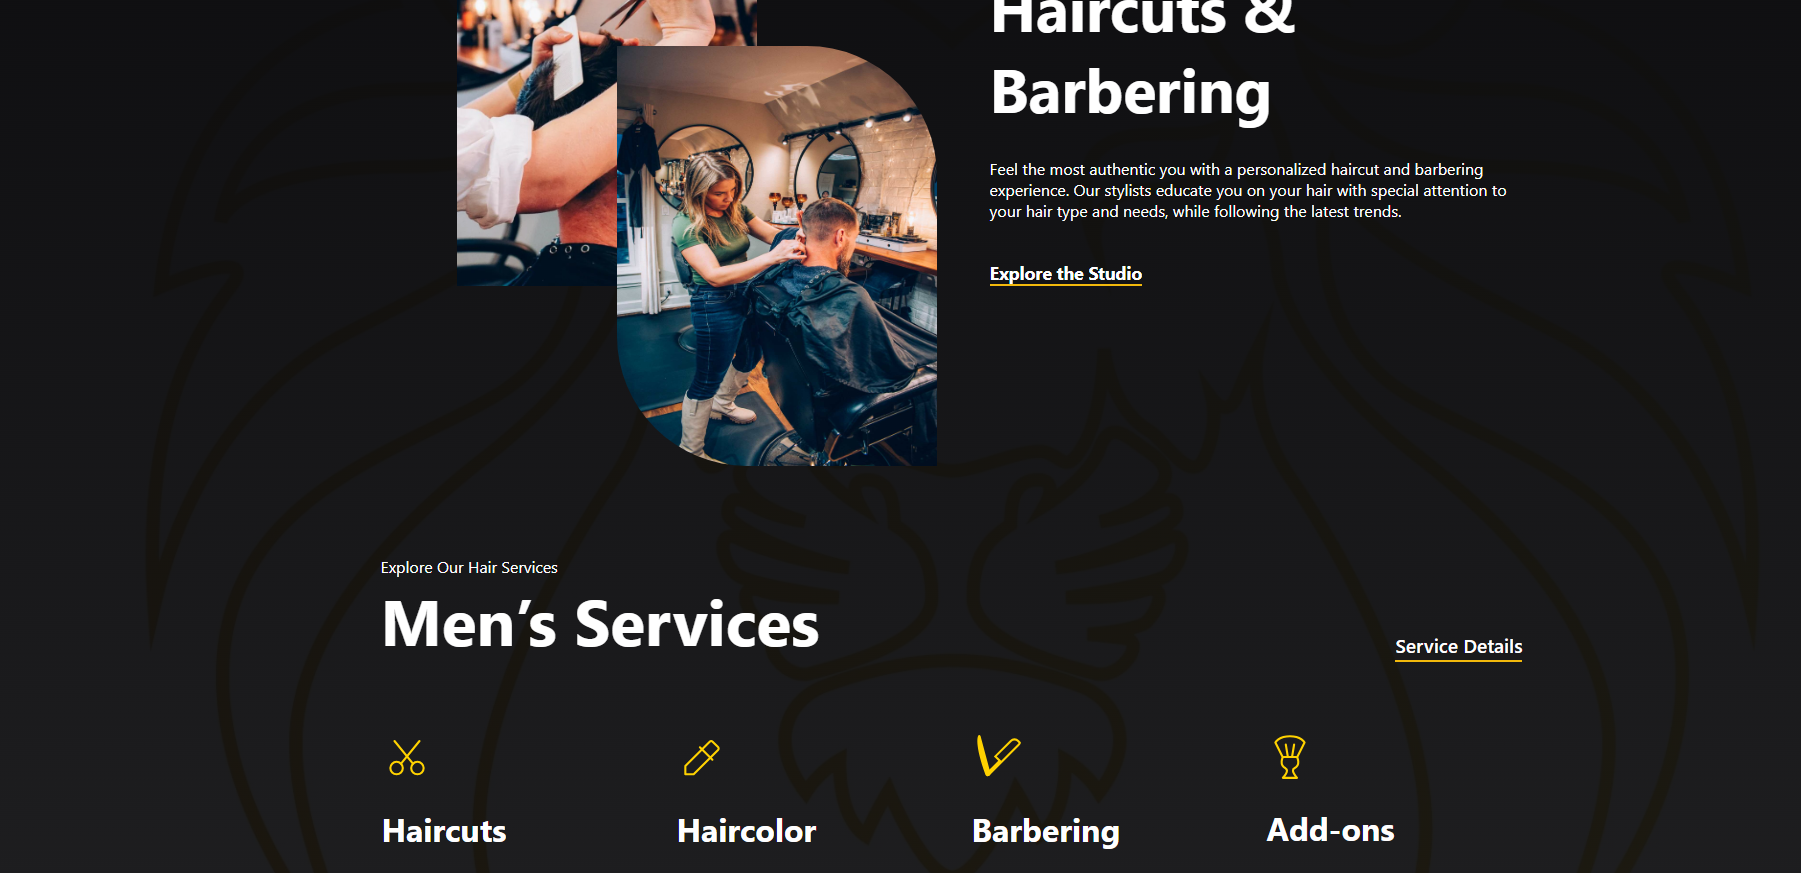 Haircuts &
Barbering
Feel the most authentic you with a personalized haircut and barbering
experience. Our stylists educate you on your hair with special attention to
your hair type and needs, while following the latest trends.
Explore the Studio
Explore Our Hair Services
Men’s Services
Service Details
Haircuts
Haircolor
Barbering
Add-ons